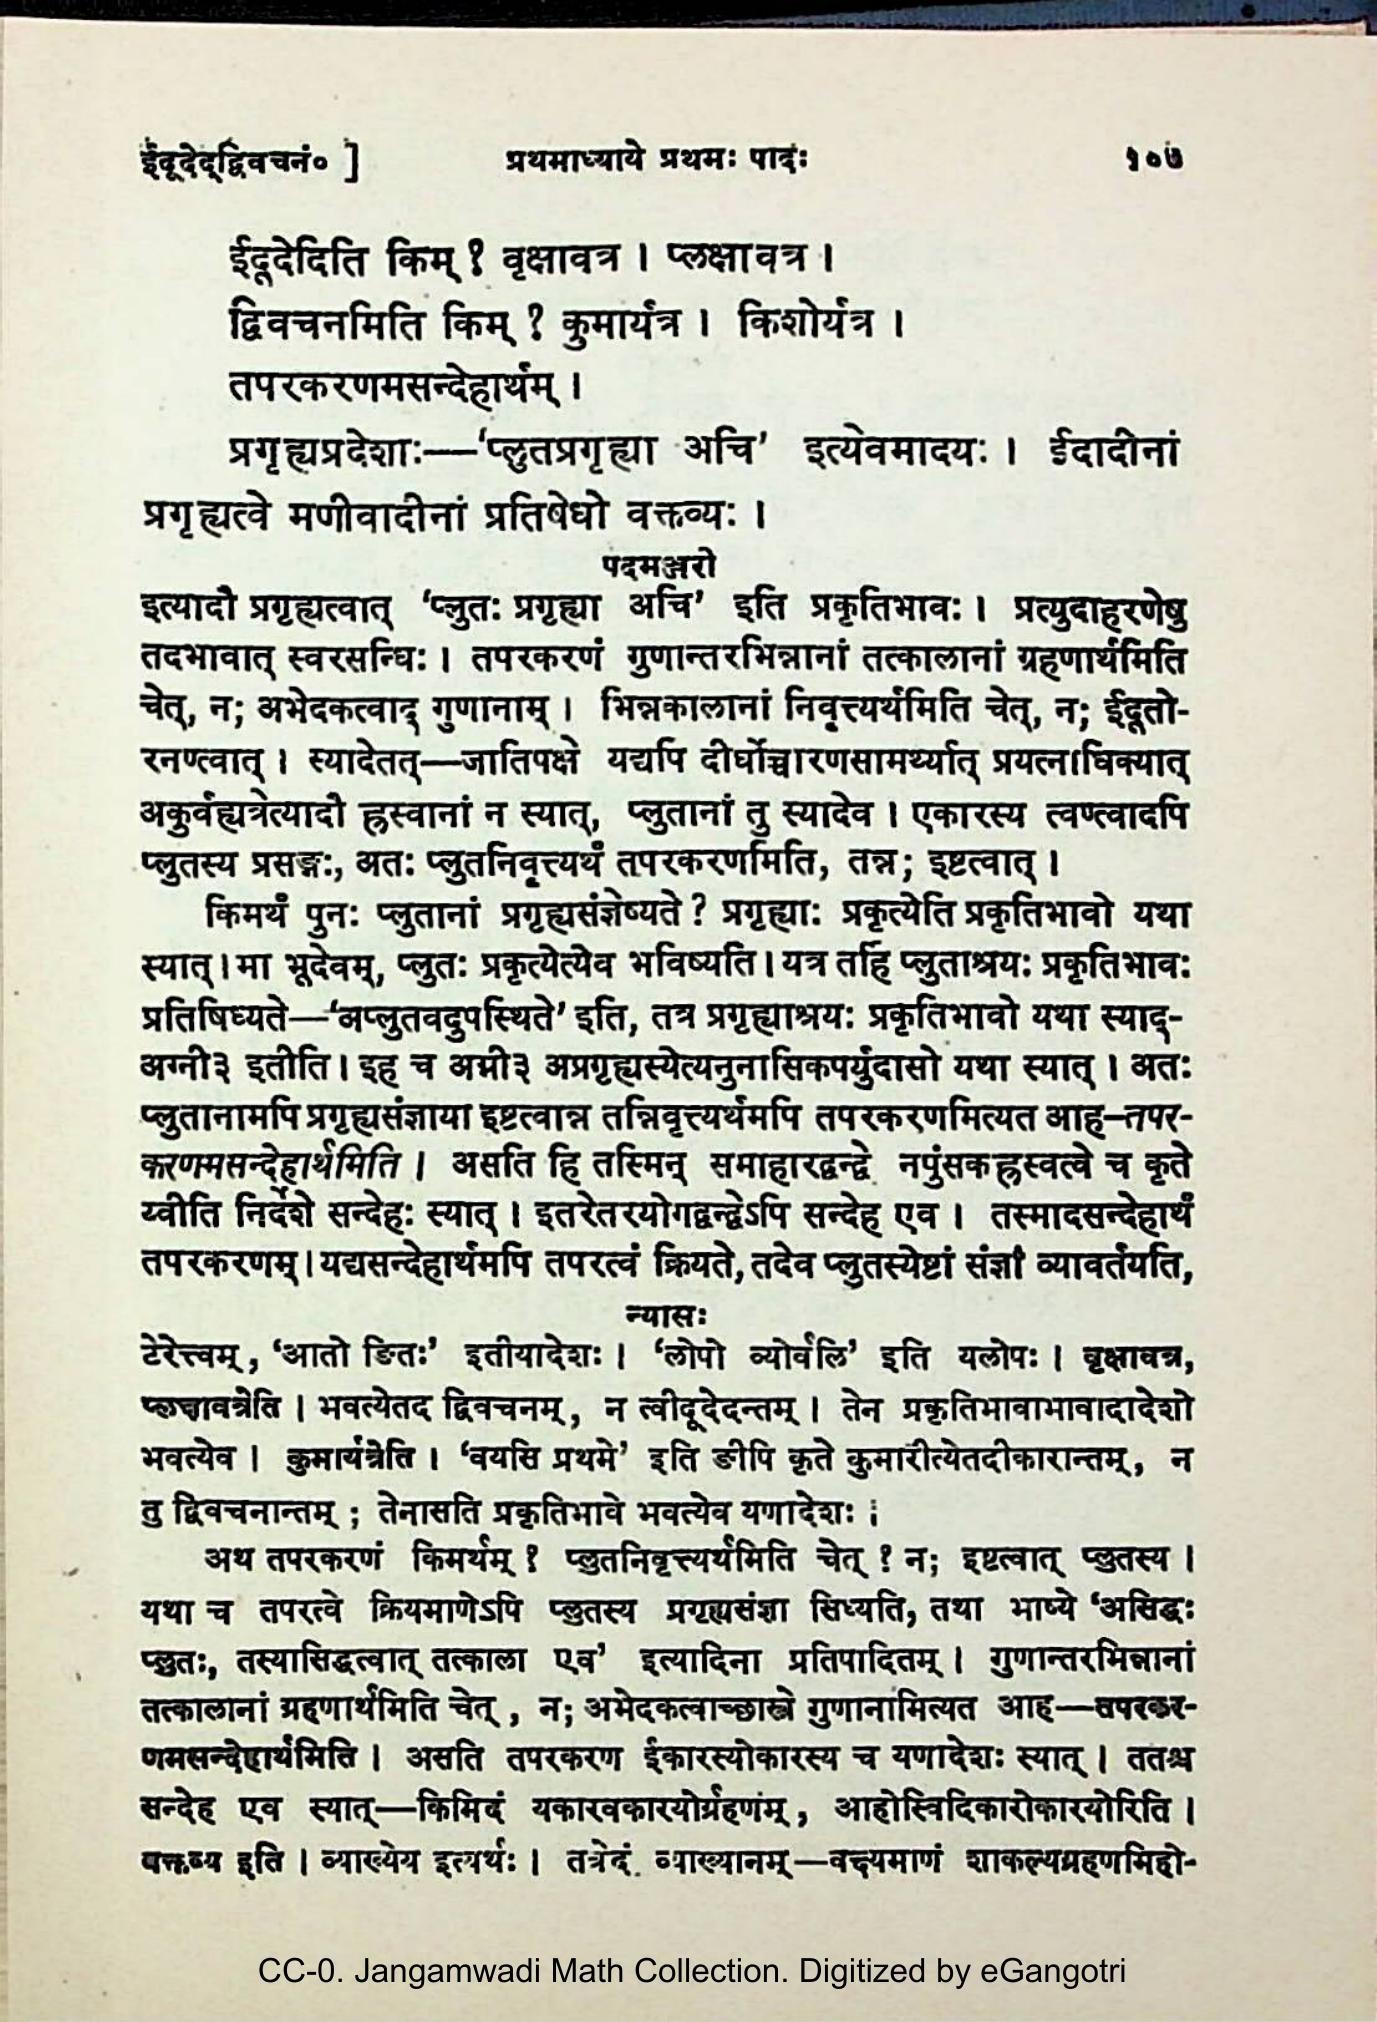 ईदूदेद्द्विवचनं० ] प्रथमाध्याये प्रथमः पादः १०७
ईदूदेदिति किम् ? वृक्षावत्र । प्लक्षावत्र ।
द्विवचनमिति किम् ? कुमार्यत्र । किशोर्यत्र ।
तपरकरणमसन्देहार्थम् ।
प्रगृह्यप्रदेशाः—‘प्लुतप्रगृह्या अचि’ इत्येवमादयः । ईदादीनां
प्रगृह्यत्वे मणीवादीनां प्रतिषेधो वक्तव्यः ।
पदमञ्जरी
इत्यादौ प्रगृह्यत्वात् ‘प्लुतः प्रगृह्या अचि’ इति प्रकृतिभावः । प्रत्युदाहरणेषु
तदभावात् स्वरसन्धिः । तपरकरणं गुणान्तरभिन्नानां तत्कालानां ग्रहणार्थमिति
चेत्, न; अभेदकत्वाद् गुणानाम् । भिन्नकालानां निवृत्त्यर्थमिति चेत्, न; ईदूतो-
रनण्त्वात् । स्यादेतत्—जातिपक्षे यद्यपि दीर्घोच्चारणसामर्थ्यात् प्रयत्नाधिक्यात्
अकुर्वह्यत्रेत्यादौ ह्रस्वानां न स्यात्, प्लुतानां तु स्यादेव । एकारस्य त्वण्त्वादपि
प्लुतस्य प्रसङ्गः, अतः प्लुतनिवृत्त्यर्थं तपरकरणमिति, तन्न; इष्टत्वात् ।
किमर्थं पुनः प्लुतानां प्रगृह्यसंज्ञेष्यते ? प्रगृह्याः प्रकृत्येति प्रकृतिभावो यथा
स्यात् । मा भूदेवम्, प्लुतः प्रकृत्येत्येव भविष्यति । यत्र तर्हि प्लुताश्रयः प्रकृतिभावः
प्रतिषिध्यते—‘अप्लुतवदुपस्थिते’ इति, तत्र प्रगृह्याश्रयः प्रकृतिभावो यथा स्याद्-
अग्नी३ इतीति । इह च अग्नी३ अप्रगृह्यस्येत्यनुनासिकपर्युदासो यथा स्यात् । अतः
प्लुतानामपि प्रगृह्यसंज्ञाया इष्टत्वान्न तन्निवृत्त्यर्थमपि तपरकरणमित्यत आह–तपर-
करणमसन्देहार्थमिति । असति हि तस्मिन् समाहारद्वन्द्वे नपुंसकह्रस्वत्वे च कृते
य्वीति निर्देशे सन्देहः स्यात् । इतरेतरयोगद्वन्द्वेऽपि सन्देह एव । तस्मादसन्देहार्थं
तपरकरणम् । यद्यसन्देहार्थमपि तपरत्वं क्रियते, तदेव प्लुतस्येष्टां संज्ञां व्यावर्तयति,
न्यासः
टेरेत्त्वम्, ‘आतो ङितः’ इतीयादेशः । ‘लोपो व्योर्वलि’ इति यलोपः । वृक्षावत्र,
प्लक्षावत्रेति । भवत्येतद द्विवचनम्, न त्वीदूदेदन्तम् । तेन प्रकृतिभावाभावादादेशो
भवत्येव । कुमार्यत्रेति । ‘वयसि प्रथमे’ इति ङीपि कृते कुमारीत्येतदीकारान्तम्, न
तु द्विवचनान्तम् ; तेनासति प्रकृतिभावे भवत्येव यणादेशः ।
अथ तपरकरणं किमर्थम् ? प्लुतनिवृत्त्यर्थमिति चेत् ? न; इष्टत्वात् प्लुतस्य ।
यथा च तपरत्वे क्रियमाणेऽपि प्लुतस्य प्रगृह्यसंज्ञा सिध्यति, तथा भाष्ये ‘असिद्धः
प्लुतः, तस्यासिद्धत्वात् तत्काला एव’ इत्यादिना प्रतिपादितम् । गुणान्तरभिन्नानां
तत्कालानां ग्रहणार्थमिति चेत् , न; अभेदकत्वाच्छास्त्रे गुणानामित्यत आह—तपरकर-
णमसन्देहार्थमिति । असति तपरकरण ईकारस्योकारस्य च यणादेशः स्यात् । ततश्च
सन्देह एव स्यात्—किमिदं यकारवकारयोर्ग्रहणंम् , आहोस्विदिकारोकारयोरिति ।
वक्तव्य इति । व्याख्येय इत्यर्थः । तत्रेदं व्याख्यानम्—वक्ष्यमाणं शाकल्यग्रहणमिहो-
CC-0. Jangamwadi Math Collection. Digitized by eGangotri